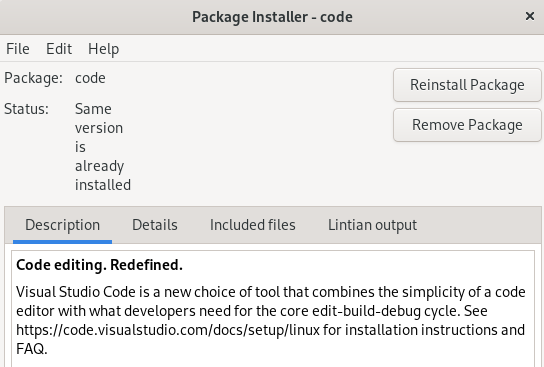 Package Installer - code
×
File Edit Help
Package: code
Reinstall Package
Status: Same
version
is
already
installed
Remove Package
Description Details Included files Lintian output
Code editing. Redefined.
Visual Studio Code is a new choice of tool that combines the simplicity of a code
editor with what developers need for the core edit-build-debug cycle. See
https://code.visualstudio.com/docs/setup/linux for installation instructions and
FAQ.